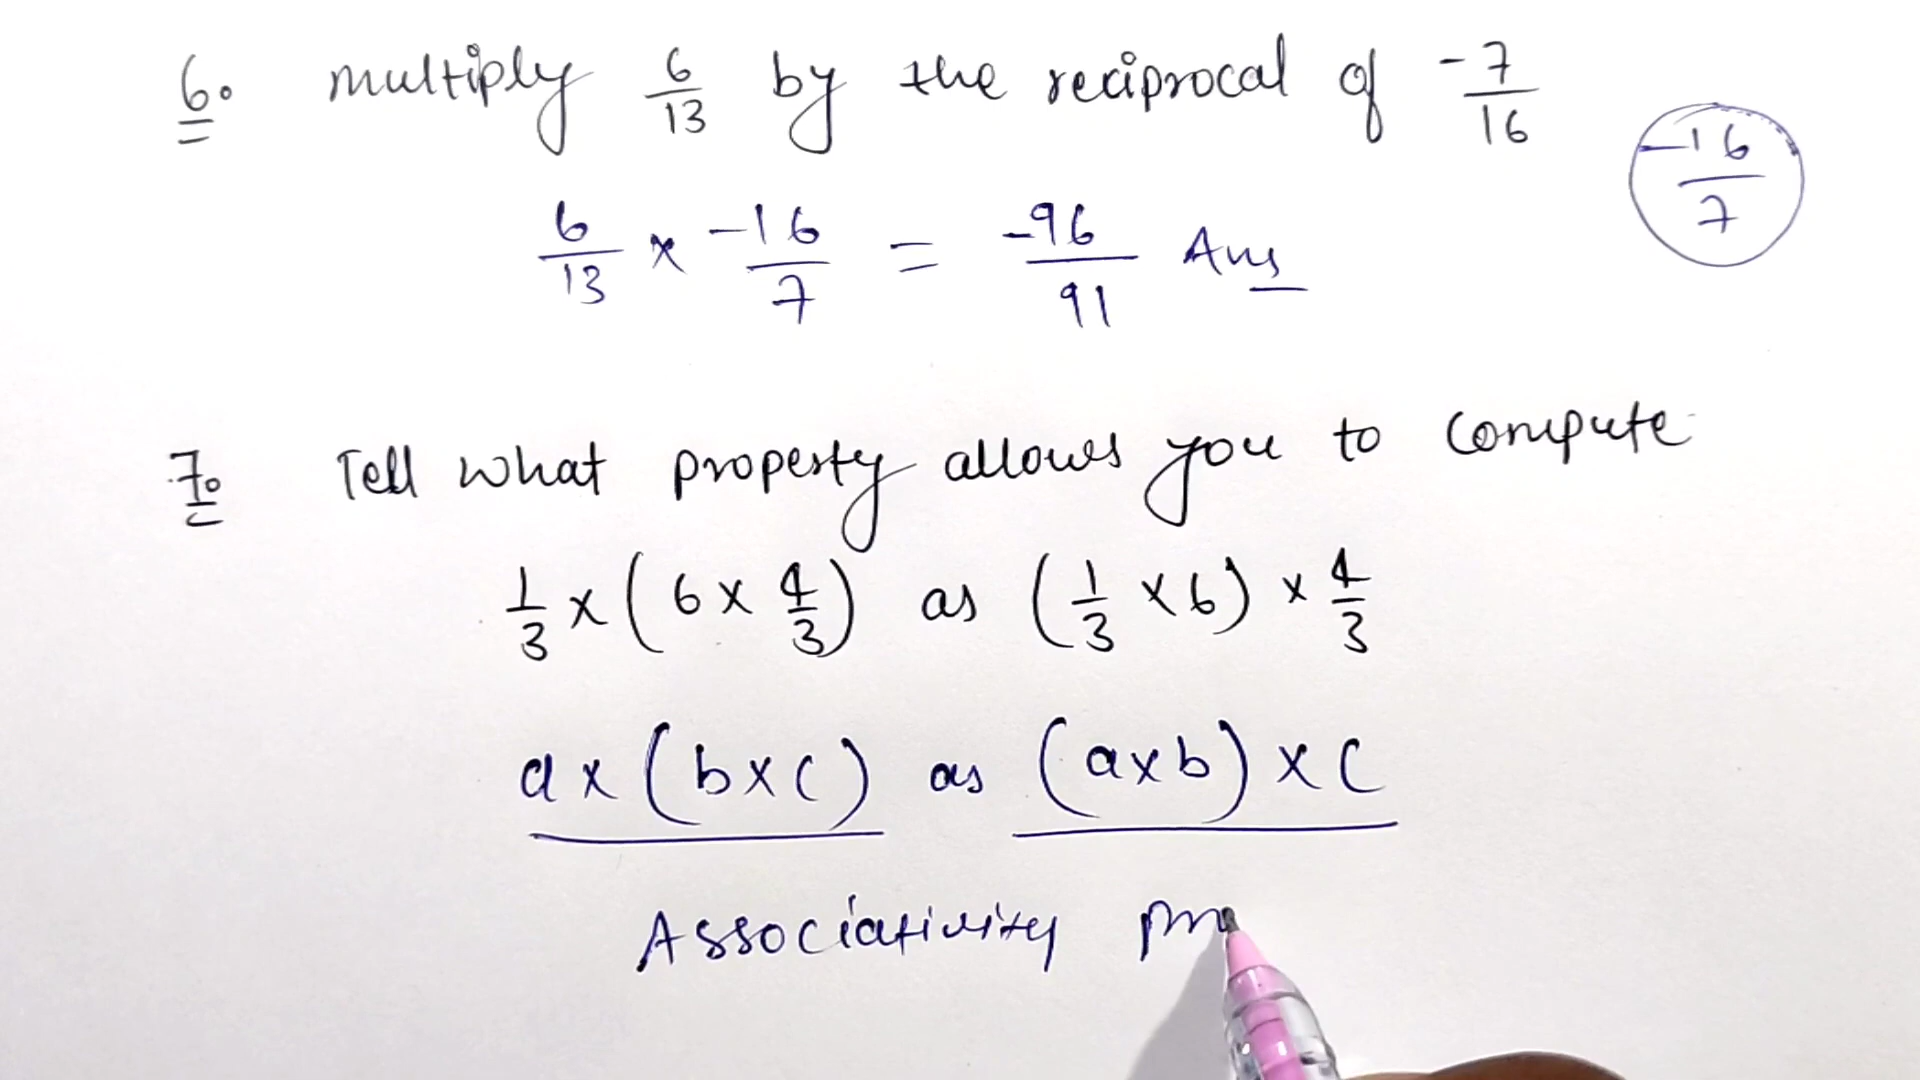 6. multiply 6/13 by the reciprocal of -7/16
-16/7
6/13 × -16/7 = -96/91 Ans
7. Tell what property allows you to compute
1/3 × (6 × 4/3) as (1/3 × 6) × 4/3
a × (b × c) as (a × b) × c
Associativity pro